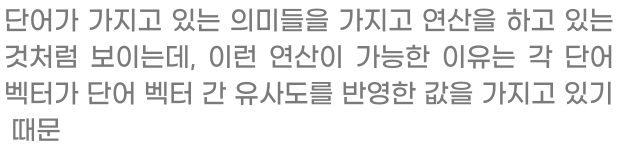 단어가 가지고 있는 의미들을 가지고 연산을 하고 있는
것처럼 보이는데, 이런 연산이 가능한 이유는 각 단어
벡터가 단어 벡터 간 유사도를 반영한 값을 가지고 있기
때문